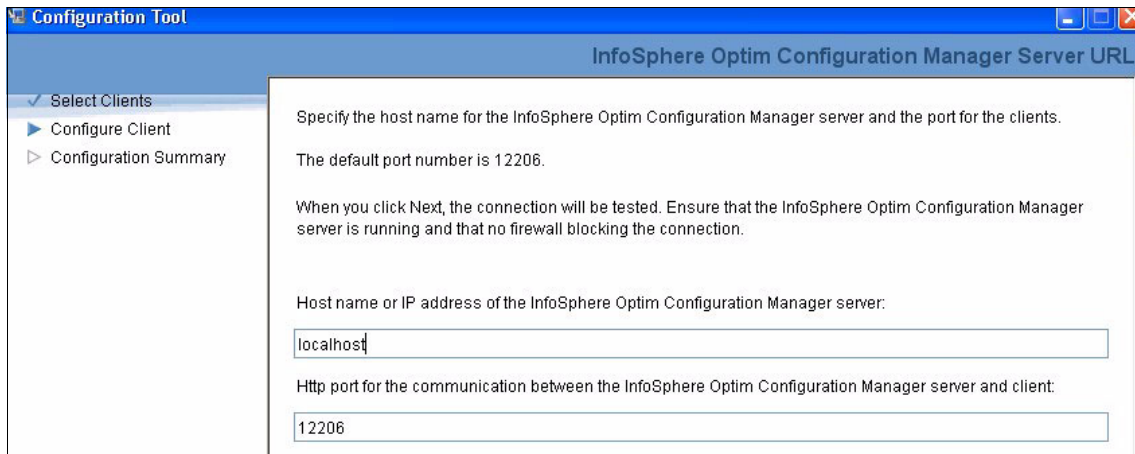 Configuration Tool
InfoSphere Optim Configuration Manager Server URL
Select Clients
Configure Client
Configuration Summary
Specify the host name for the InfoSphere Optim Configuration Manager server and the port for the clients.
The default port number is 12206.
When you click Next, the connection will be tested. Ensure that the InfoSphere Optim Configuration Manager
server is running and that no firewall blocking the connection.
Host name or IP address of the InfoSphere Optim Configuration Manager server:
localhost
Http port for the communication between the InfoSphere Optim Configuration Manager server and client:
12206